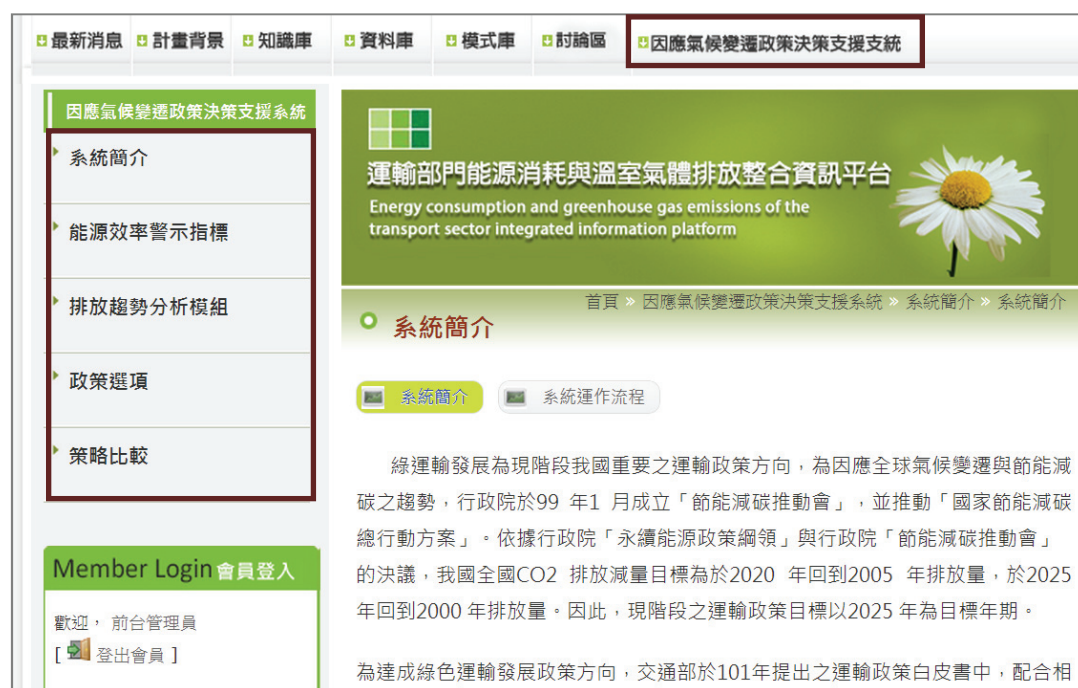 最新消息 計畫背景 知識庫 資料庫 模式庫 討論區 因應氣候變遷政策決策支援支統
因應氣候變遷政策決策支援系統
系統簡介
能源效率警示指標
排放趨勢分析模組
政策選項
策略比較
Member Login 會員登入
歡迎， 前台管理員
[ 登出會員 ]
運輸部門能源消耗與溫室氣體排放整合資訊平台
Energy consumption and greenhouse gas emissions of the
transport sector integrated information platform
首頁 » 因應氣候變遷政策決策支援系統 » 系統簡介 » 系統簡介
系統簡介
系統簡介 系統運作流程
綠運輸發展為現階段我國重要之運輸政策方向，為因應全球氣候變遷與節能減
碳之趨勢，行政院於99 年1 月成立「節能減碳推動會」，並推動「國家節能減碳
總行動方案」。依據行政院「永續能源政策綱領」與行政院「節能減碳推動會」
的決議，我國全國CO2 排放減量目標為於2020 年回到2005 年排放量，於2025
年回到2000 年排放量。因此，現階段之運輸政策目標以2025 年為目標年期。
為達成綠色運輸發展政策方向，交通部於101年提出之運輸政策白皮書中，配合相